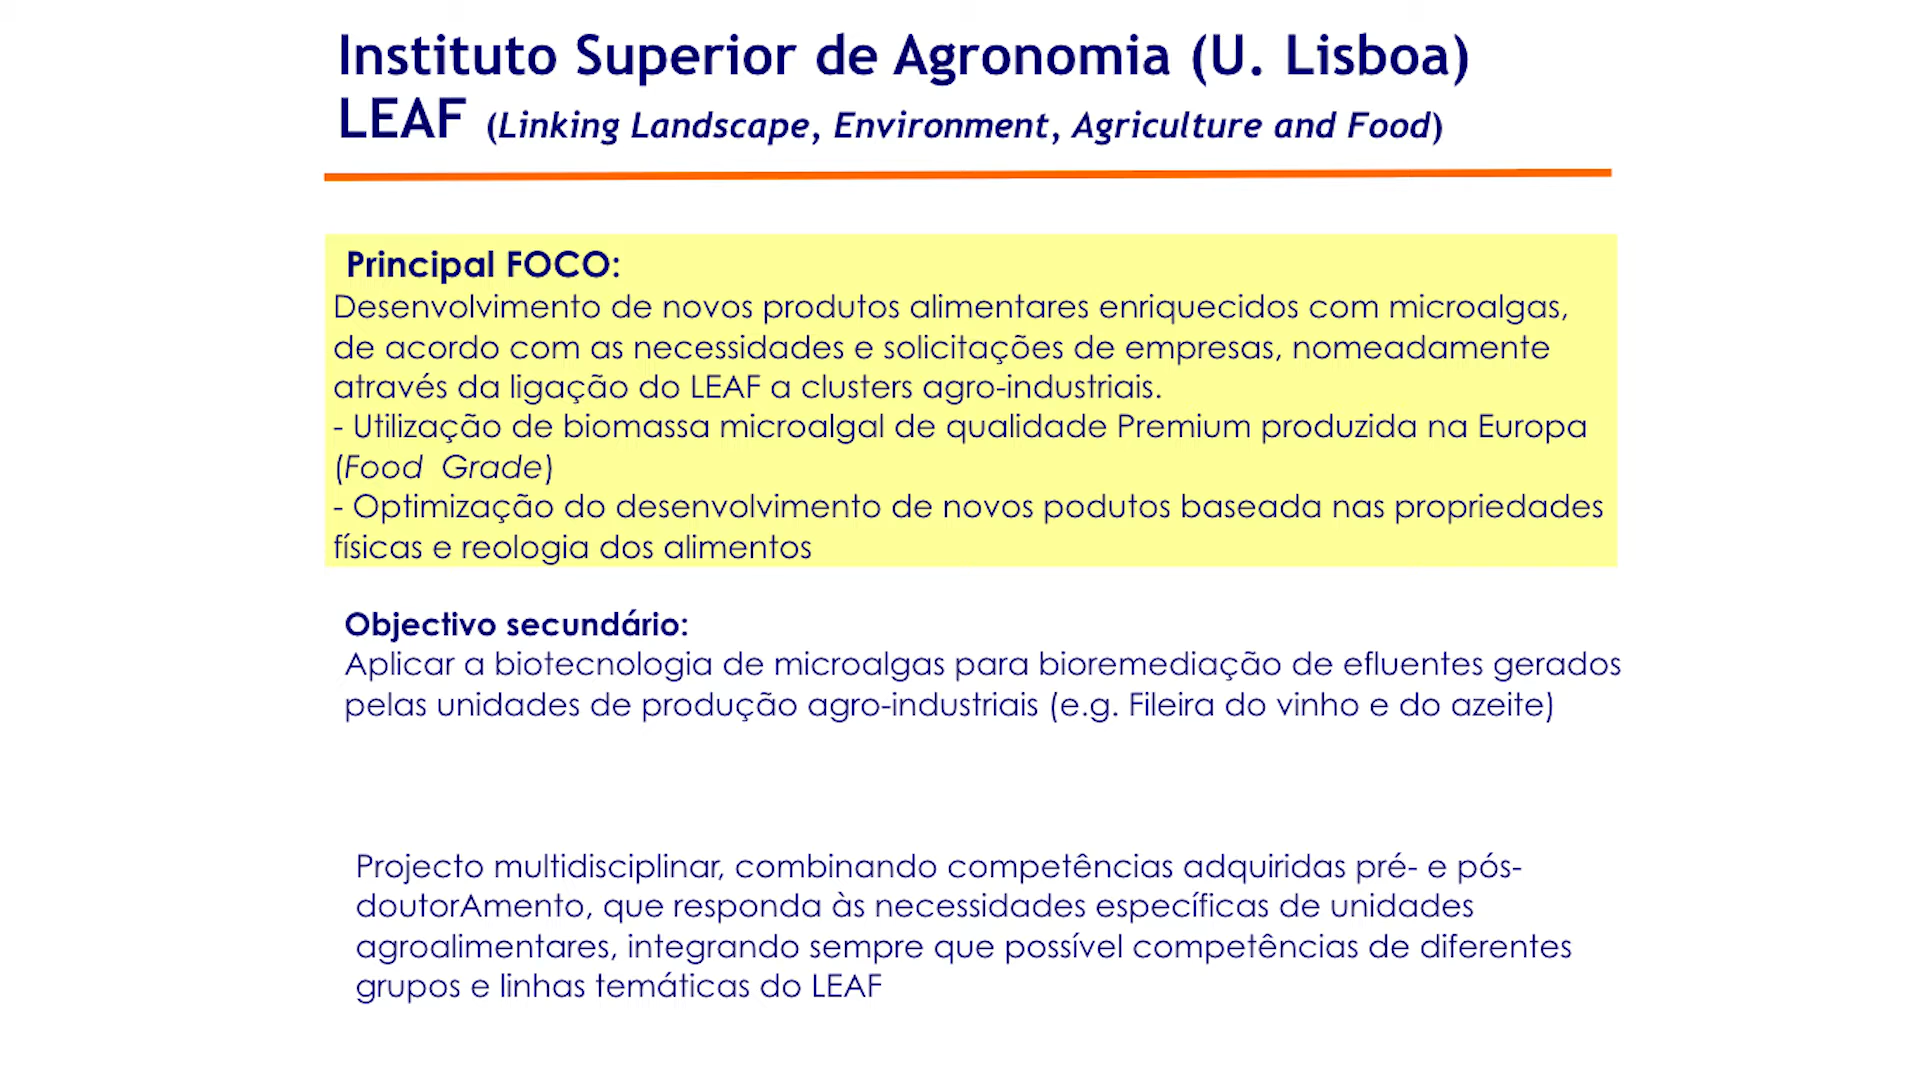 Instituto Superior de Agronomia (U. Lisboa)
LEAF (Linking Landscape, Environment, Agriculture and Food)
Principal FOCO:
Desenvolvimento de novos produtos alimentares enriquecidos com microalgas,
de acordo com as necessidades e solicitações de empresas, nomeadamente
através da ligação do LEAF a clusters agro-industriais.
- Utilização de biomassa microalgal de qualidade Premium produzida na Europa
(Food Grade)
- Optimização do desenvolvimento de novos podutos baseada nas propriedades
físicas e reologia dos alimentos
Objectivo secundário:
Aplicar a biotecnologia de microalgas para bioremediação de efluentes gerados
pelas unidades de produção agro-industriais (e.g. Fileira do vinho e do azeite)
Projecto multidisciplinar, combinando competências adquiridas pré- e pós-
doutorAmento, que responda às necessidades específicas de unidades
agroalimentares, integrando sempre que possível competências de diferentes
grupos e linhas temáticas do LEAF